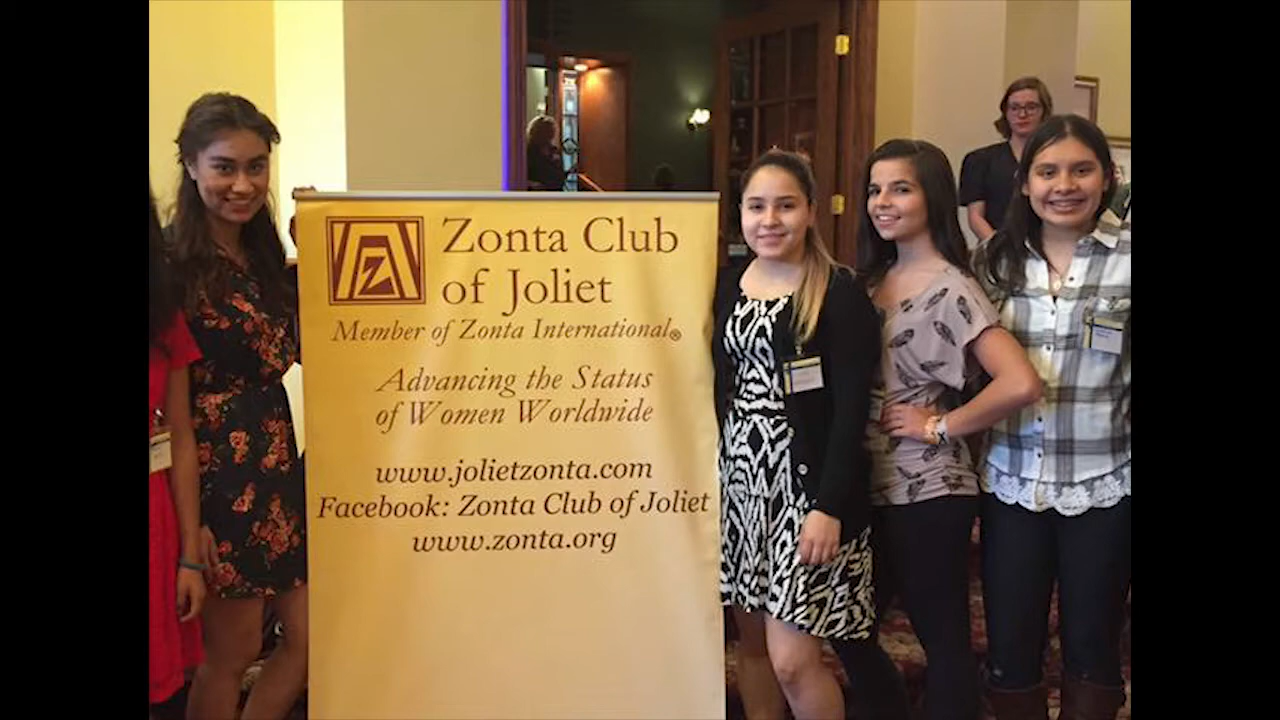 Zonta Club
of Joliet
Member of Zonta International®
Advancing the Status
of Women Worldwide
www.jolietzonta.com
Facebook: Zonta Club of Joliet
www.zonta.org